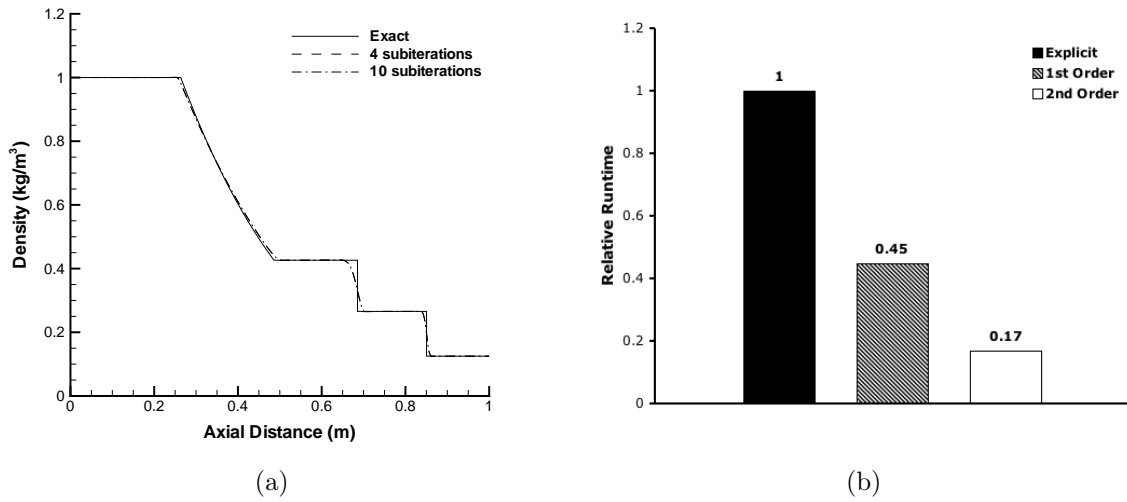 Exact
4 subiterations
10 subiterations
Density (kg/m³)
1.2
1
0.8
0.6
0.4
0.2
0
0 0.2 0.4 0.6 0.8 1
Axial Distance (m)
(a)
Explicit
1st Order
2nd Order
Relative Runtime
1.2
1
0.8
0.6
0.4
0.2
0
1
0.45
0.17
(b)